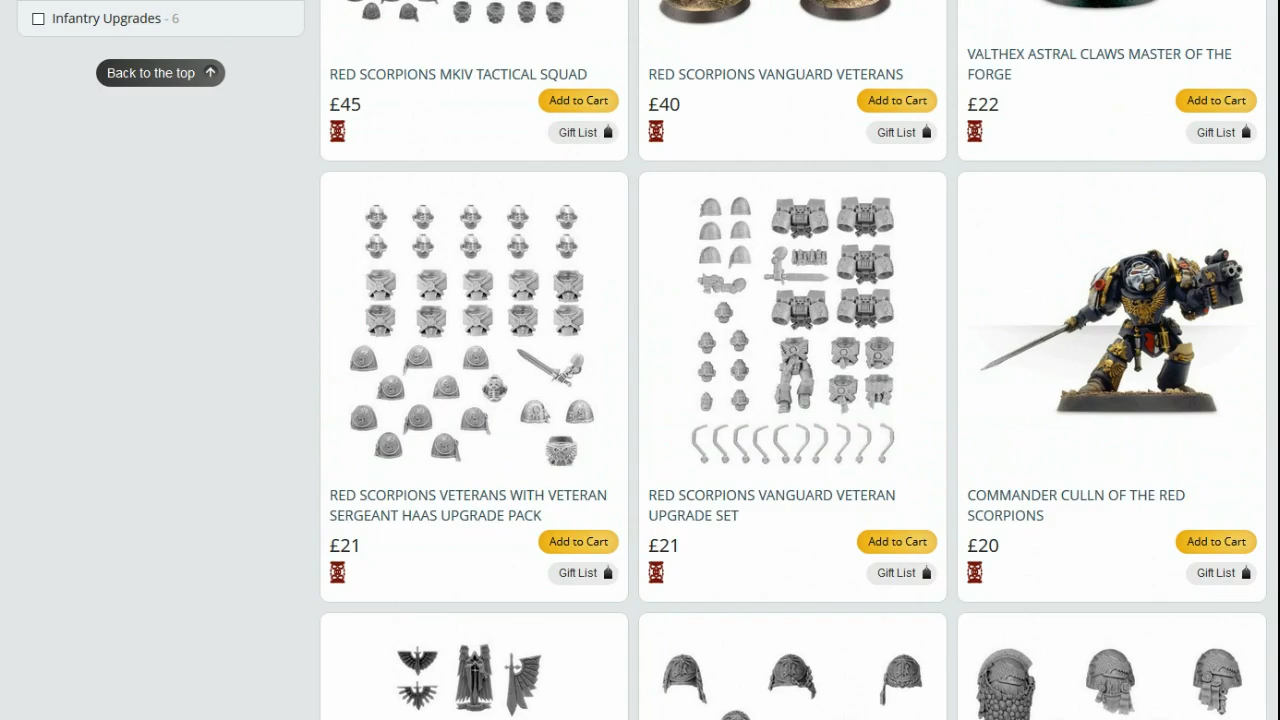 Infantry Upgrades - 6
Back to the top
RED SCORPIONS MKIV TACTICAL SQUAD
£45
Add to Cart
Gift List
RED SCORPIONS VANGUARD VETERANS
£40
Add to Cart
Gift List
VALTHEX ASTRAL CLAWS MASTER OF THE
FORGE
£22
Add to Cart
Gift List
RED SCORPIONS VETERANS WITH VETERAN
SERGEANT HAAS UPGRADE PACK
£21
Add to Cart
Gift List
RED SCORPIONS VANGUARD VETERAN
UPGRADE SET
£21
Add to Cart
Gift List
COMMANDER CULLN OF THE RED
SCORPIONS
£20
Add to Cart
Gift List